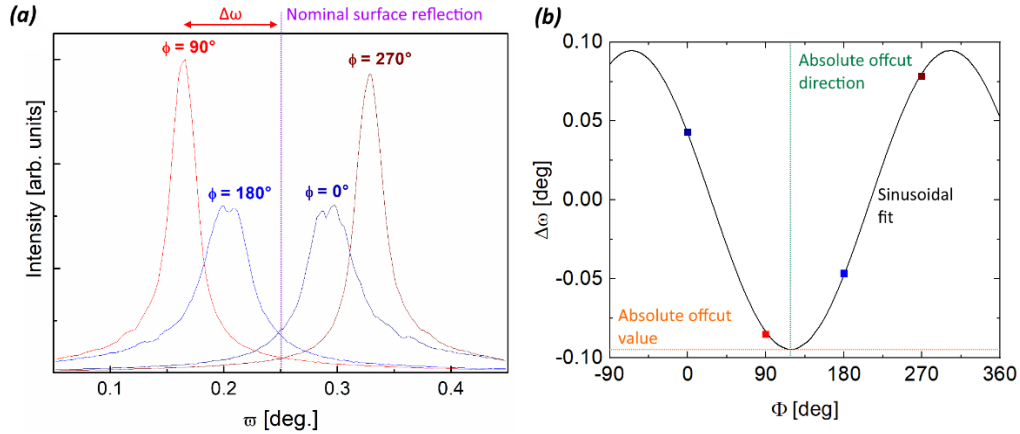 (a)
Δω
Nominal surface reflection
ϕ = 90°
ϕ = 270°
ϕ = 180°
ϕ = 0°
Intensity [arb. units]
0.1 0.2 0.3 0.4
ϖ [deg.]
(b)
0.10
0.05
0.00
-0.05
-0.10
Δω [deg]
Absolute offcut
direction
Sinusoidal
fit
Absolute offcut
value
-90 0 90 180 270 360
Φ [deg]